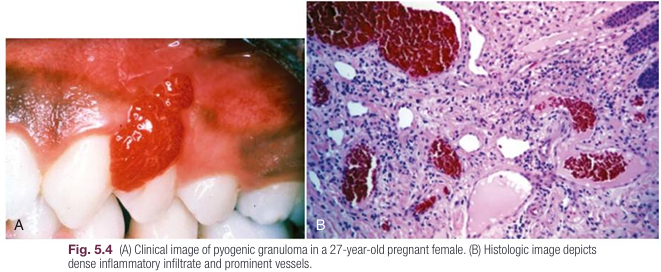 A
B
Fig. 5.4 (A) Clinical image of pyogenic granuloma in a 27-year-old pregnant female. (B) Histologic image depicts
dense inflammatory infiltrate and prominent vessels.